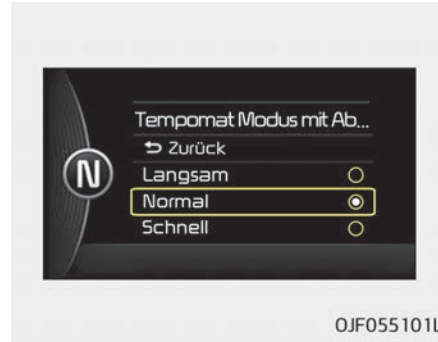 Tempomat Modus mit Ab...
Zurück
N
Langsam
Normal
Schnell
OJF055101L